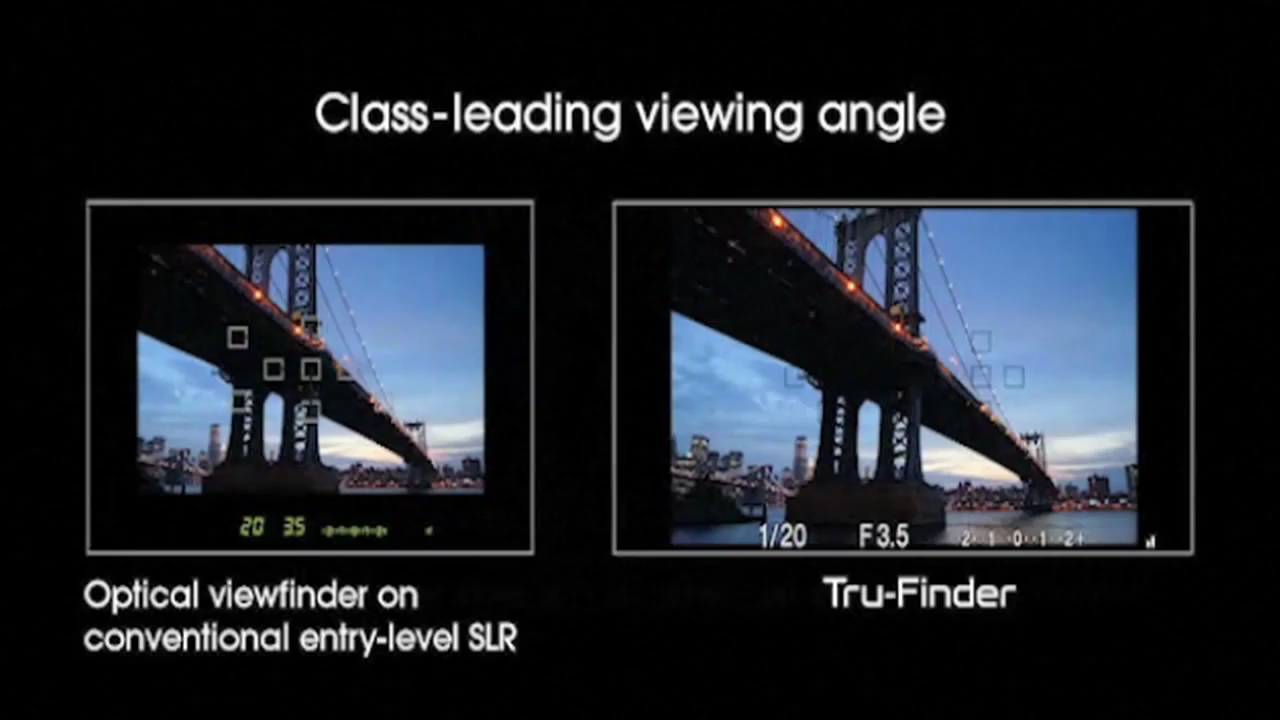 Class-leading viewing angle
20 35
1/20 F3.5 2··1··0··1··2+
Optical viewfinder on
conventional entry-level SLR
Tru-Finder